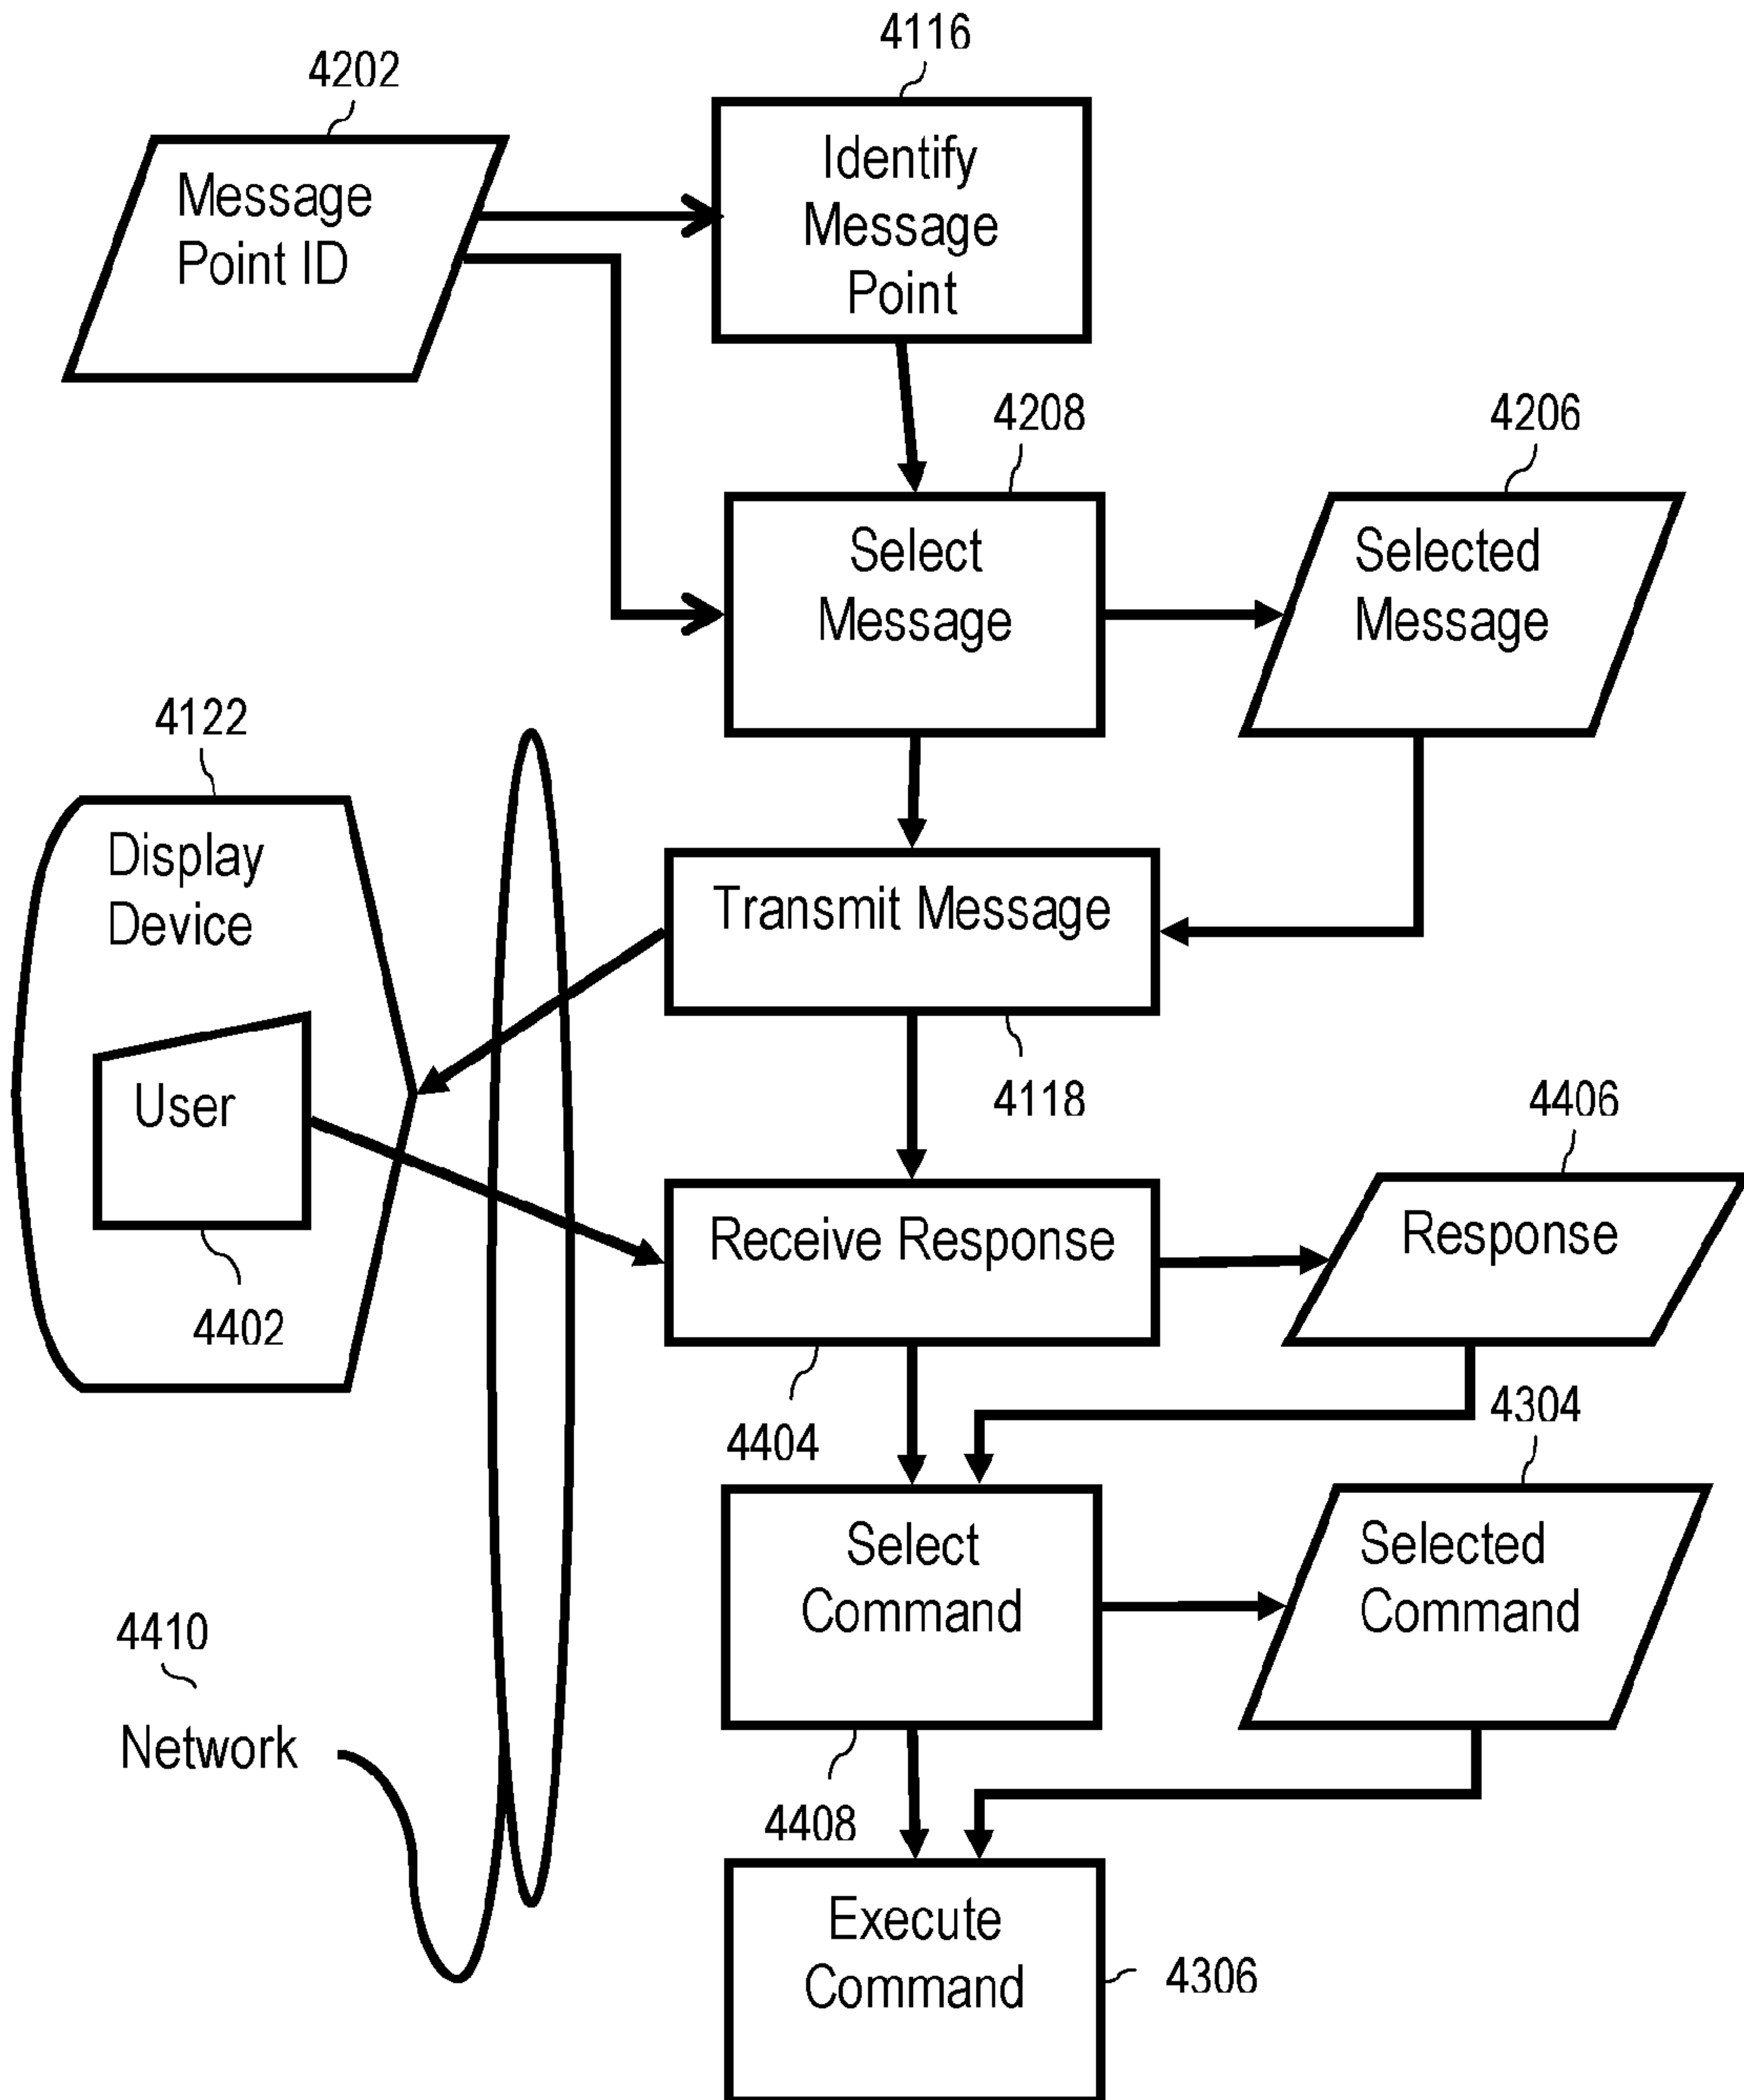 4116
4202
Identify
Message
Point
Message
Point ID
4208
4206
Select
Message
Selected
Message
4122
Display
Device
Transmit Message
4118
User
4406
Receive Response
Response
4402
4404
4304
Select
Command
Selected
Command
4410
Network
4408
Execute
Command
4306